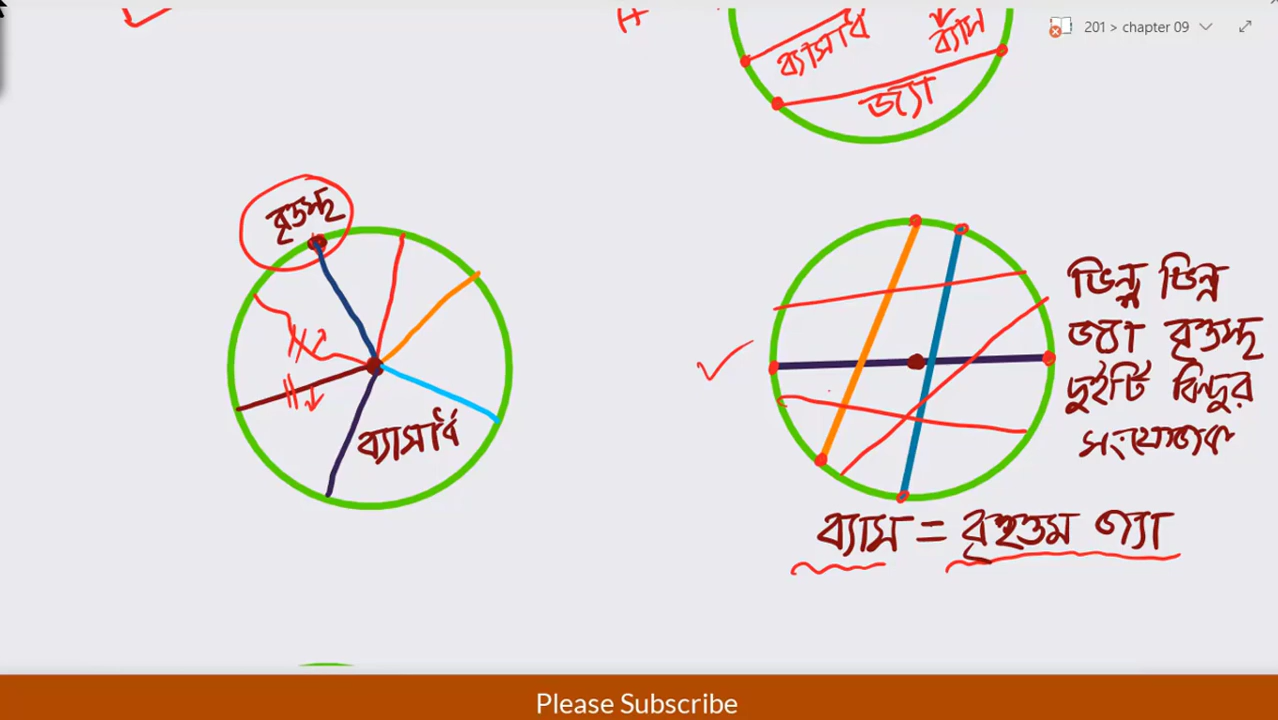 201 > chapter 09
ব্যাসার্ধ
ব্যাস
জ্যা
বৃত্তস্থ
ব্যাসার্ধ
ভিন্ন ভিন্ন
জ্যা বৃত্তস্থ
দুইটি বিন্দুর
সংযোজক
ব্যাস = বৃহত্তম জ্যা
Please Subscribe